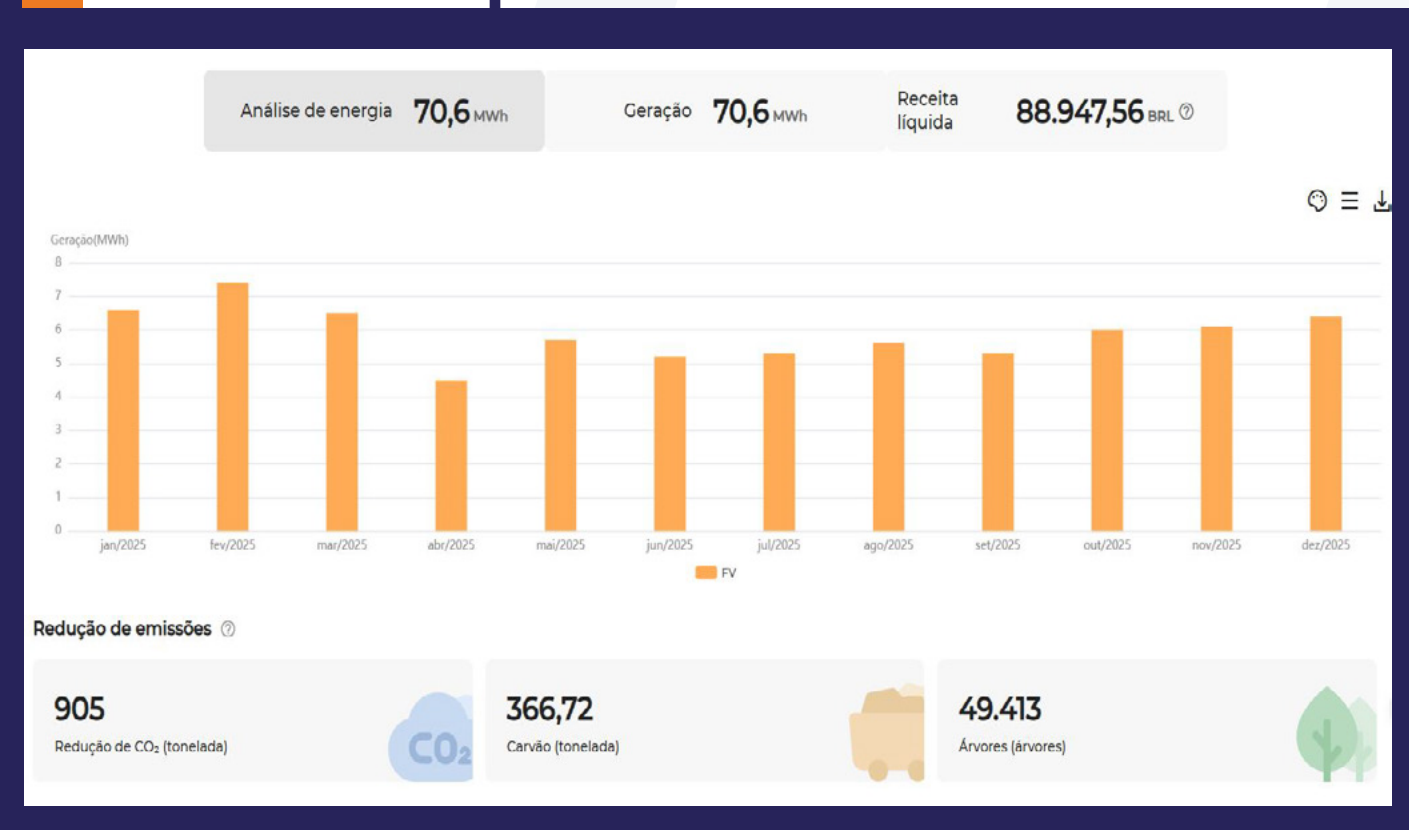 Análise de energia 70,6 MWh
Geração 70,6 MWh
Receita
líquida
88.947,56 BRL
Geração(MWh)
8
7
6
5
4
3
2
1
0
jan/2025 fev/2025 mar/2025 abr/2025 mai/2025 jun/2025 jul/2025 ago/2025 set/2025 out/2025 nov/2025 dez/2025
FV
Redução de emissões
905
Redução de CO₂ (tonelada)
CO₂
366,72
Carvão (tonelada)
49.413
Árvores (árvores)